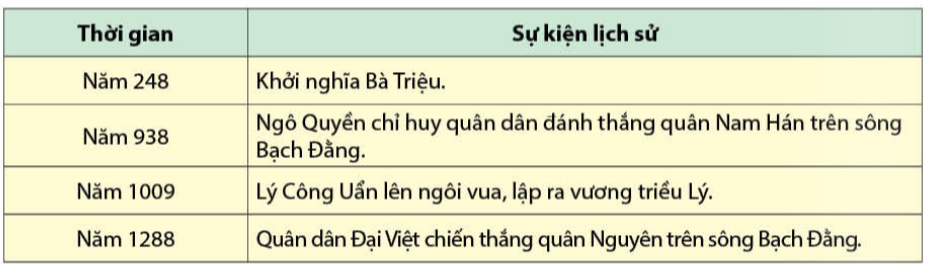 Thời gian
Sự kiện lịch sử
Năm 248
Khởi nghĩa Bà Triệu.
Năm 938
Ngô Quyền chỉ huy quân dân đánh thắng quân Nam Hán trên sông
Bạch Đằng.
Năm 1009
Lý Công Uẩn lên ngôi vua, lập ra vương triều Lý.
Năm 1288
Quân dân Đại Việt chiến thắng quân Nguyên trên sông Bạch Đằng.